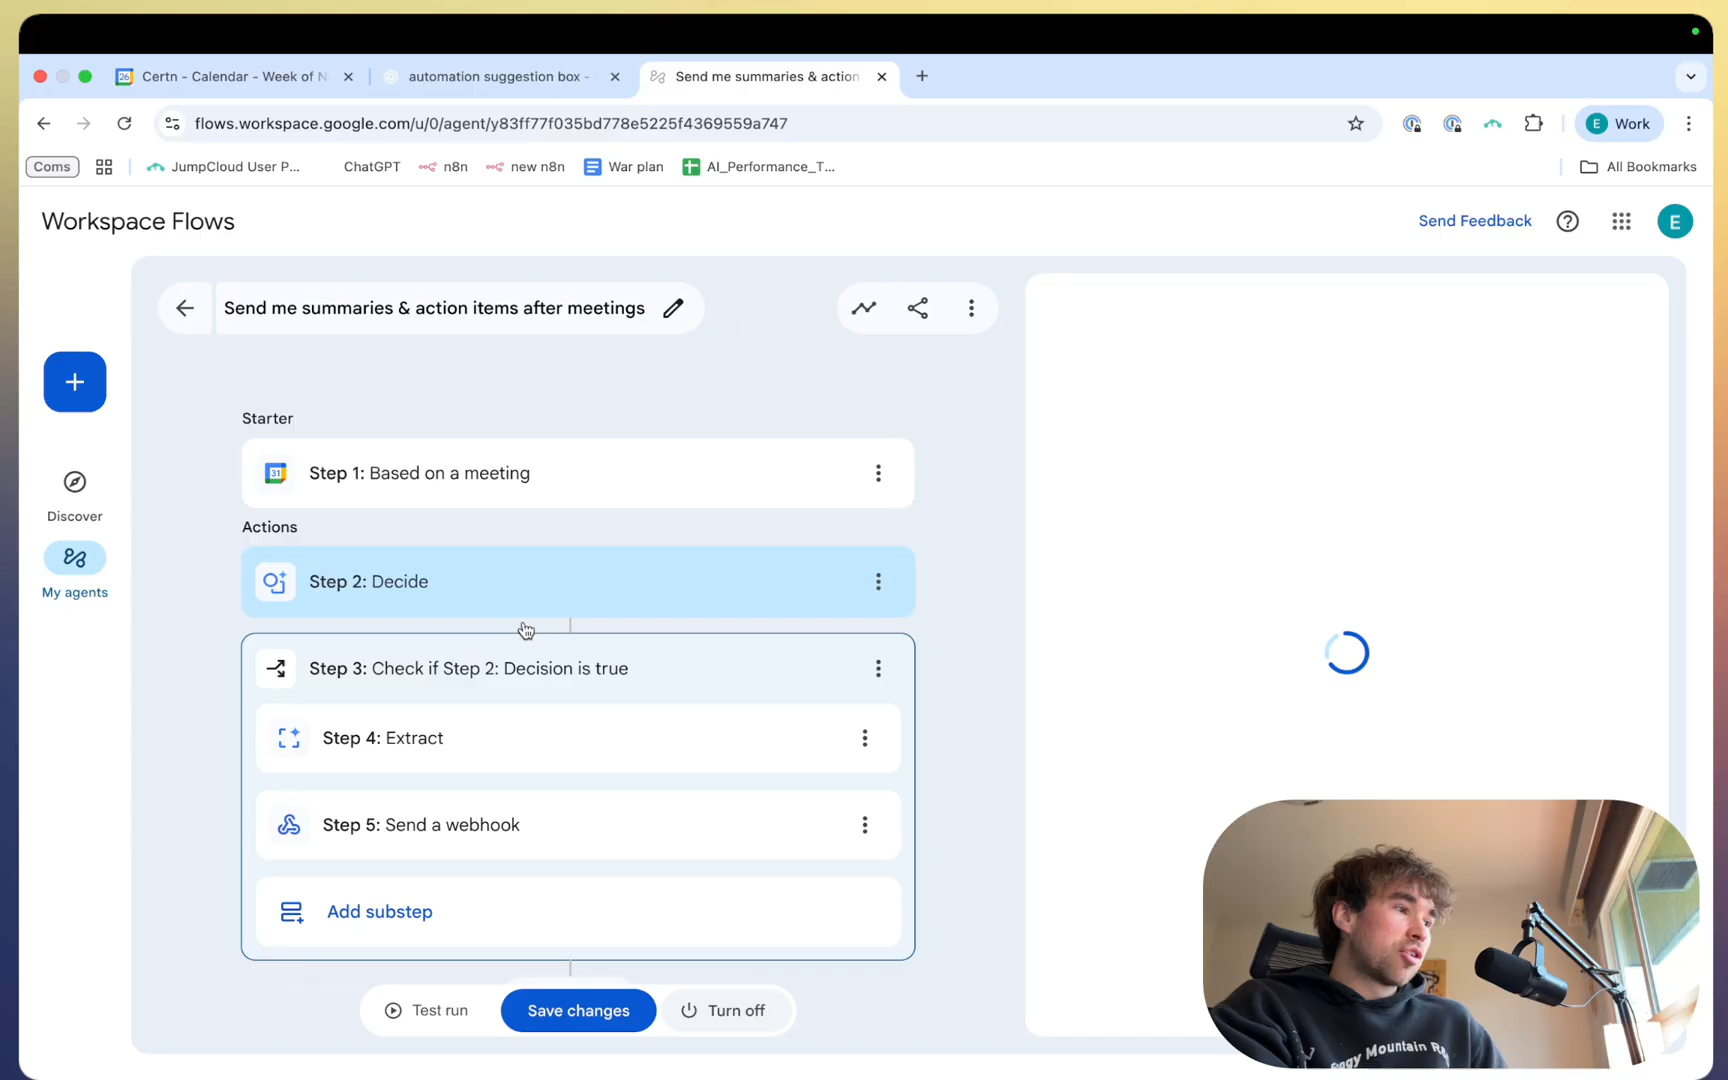 Certn - Calendar - Week of N
automation suggestion box -
Send me summaries & action
flows.workspace.google.com/u/0/agent/y83ff77f035bd778e5225f4369559a747
E Work
Coms
JumpCloud User P...
ChatGPT
n8n
new n8n
War plan
AI_Performance_T...
All Bookmarks
Workspace Flows
Send Feedback
E
Send me summaries & action items after meetings
Starter
31
Step 1: Based on a meeting
Discover
Actions
My agents
Step 2: Decide
Step 3: Check if Step 2: Decision is true
Step 4: Extract
Step 5: Send a webhook
Add substep
Test run
Save changes
Turn off